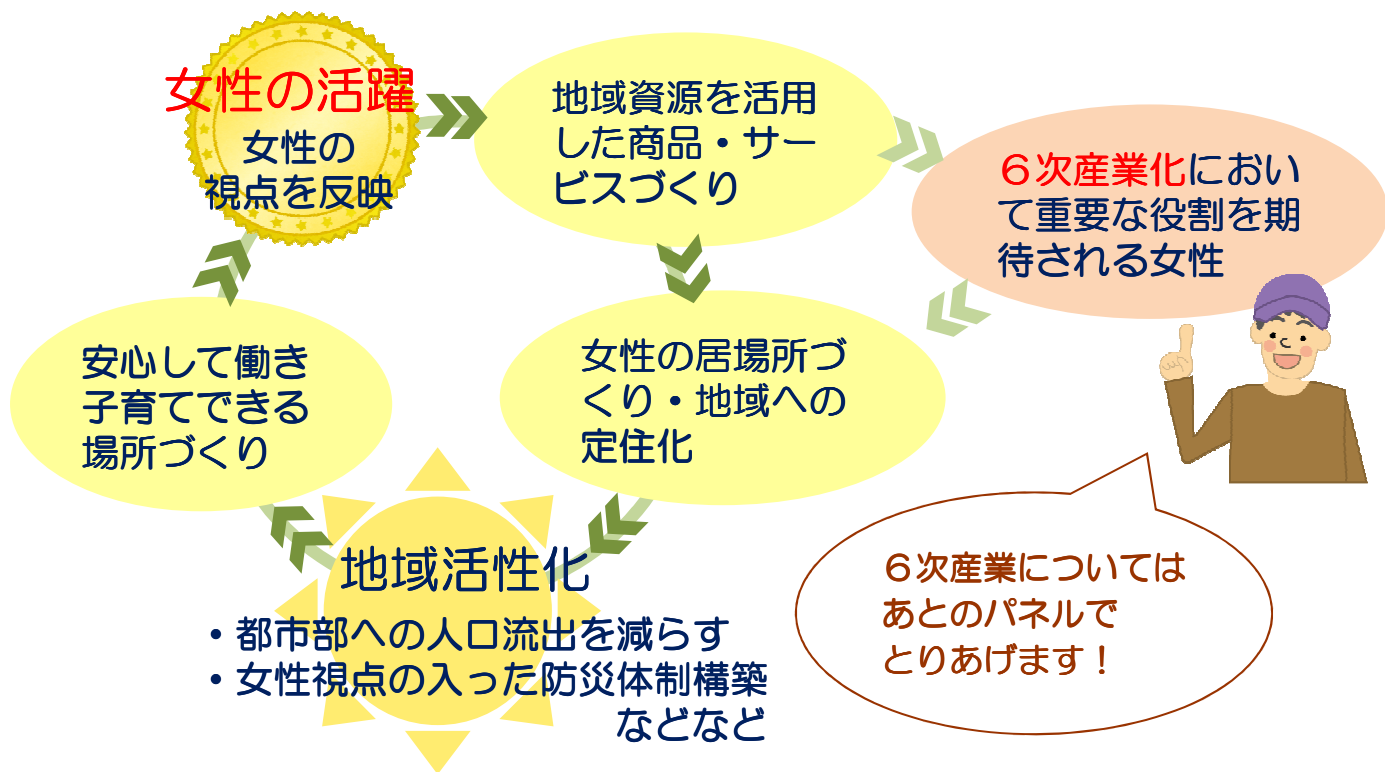 女性の活躍
女性の
視点を反映
地域資源を活用
した商品・サー
ビスづくり
６次産業化におい
て重要な役割を期
待される女性
安心して働き
子育てできる
場所づくり
女性の居場所づ
くり・地域への
定住化
地域活性化
・都市部への人口流出を減らす
・女性視点の入った防災体制構築
などなど
６次産業については
あとのパネルで
とりあげます！